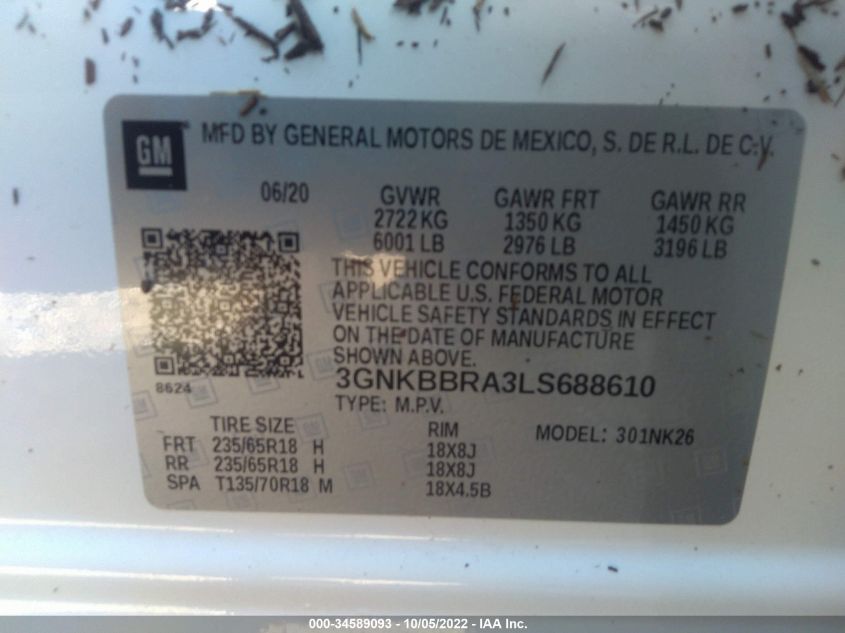 GM
MFD BY GENERAL MOTORS DE MEXICO, S. DE R.L. DE C.V.
06/20 GVWR GAWR FRT GAWR RR
2722 KG 1350 KG 1450 KG
6001 LB 2976 LB 3196 LB
THIS VEHICLE CONFORMS TO ALL
APPLICABLE U.S. FEDERAL MOTOR
VEHICLE SAFETY STANDARDS IN EFFECT
ON THE DATE OF MANUFACTURE
SHOWN ABOVE.
8624
3GNKBBRA3LS688610
TYPE: M.P.V.
TIRE SIZE RIM MODEL: 301NK26
FRT 235/65R18 H 18X8J
RR 235/65R18 H 18X8J
SPA T135/70R18 M 18X4.5B
000-34589093 - 10/05/2022 - IAA Inc.